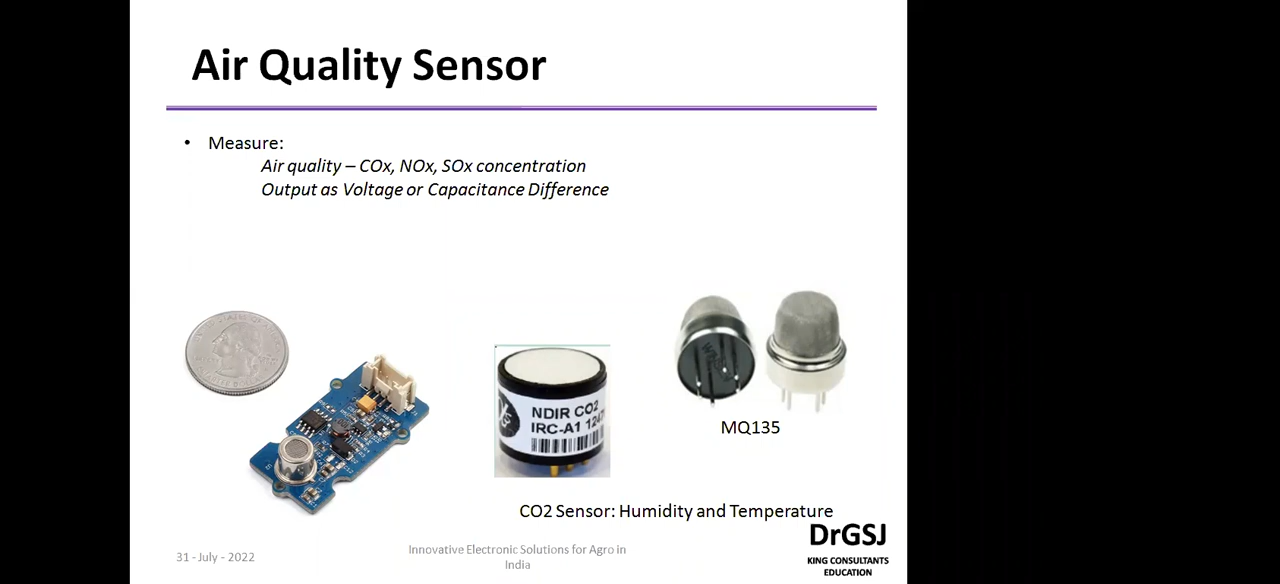 Air Quality Sensor
• Measure:
Air quality – COx, NOx, SOx concentration
Output as Voltage or Capacitance Difference
NDIR CO2
IRC-A1
MQ135
CO2 Sensor: Humidity and Temperature
DrGSJ
KING CONSULTANTS
EDUCATION
31 - July - 2022
Innovative Electronic Solutions for Agro in
India